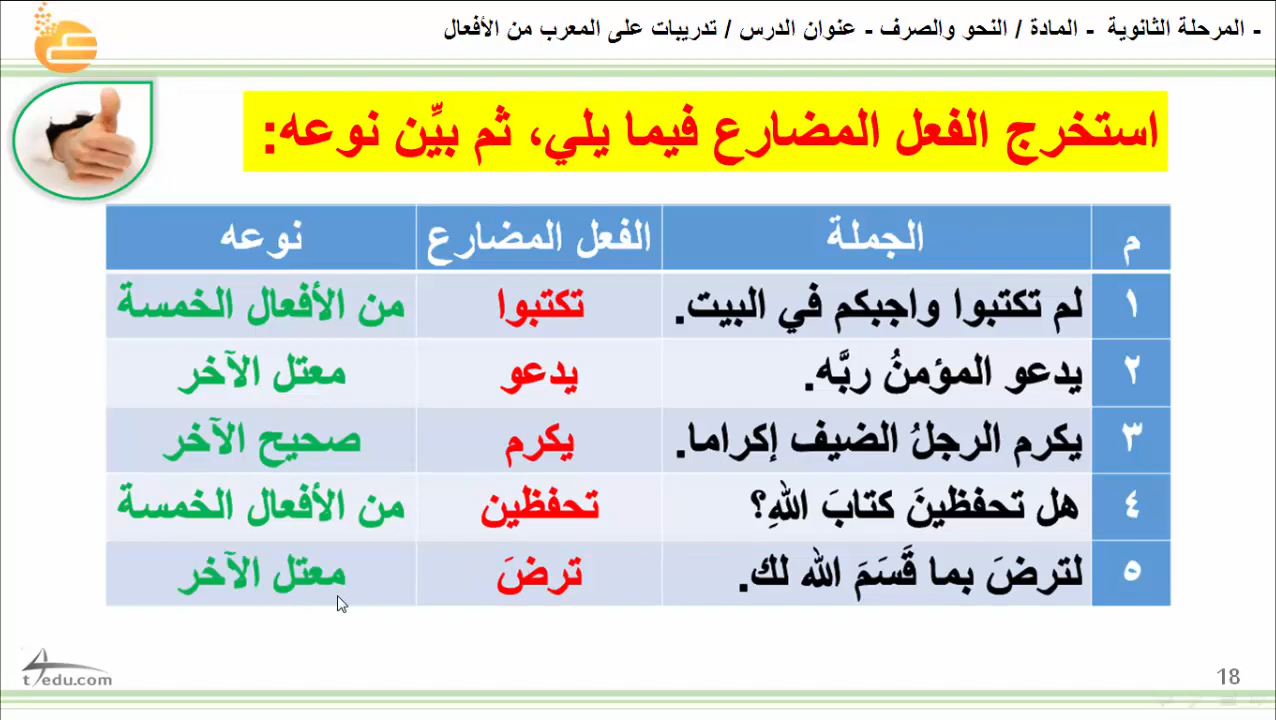 - المرحلة الثانوية - المادة / النحو والصرف - عنوان الدرس / تدريبات على المعرب من الأفعال
استخرج الفعل المضارع فيما يلي، ثم بيِّن نوعه:
م الجملة الفعل المضارع نوعه
١ لم تكتبوا واجبكم في البيت. تكتبوا من الأفعال الخمسة
٢ يدعو المؤمنُ ربَّه. يدعو معتل الآخر
٣ يكرم الرجلُ الضيف إكراما. يكرم صحيح الآخر
٤ هل تحفظينَ كتابَ اللهِ؟ تحفظين من الأفعال الخمسة
٥ لترضَ بما قَسَمَ الله لك. ترضَ معتل الآخر
t4edu.com
18